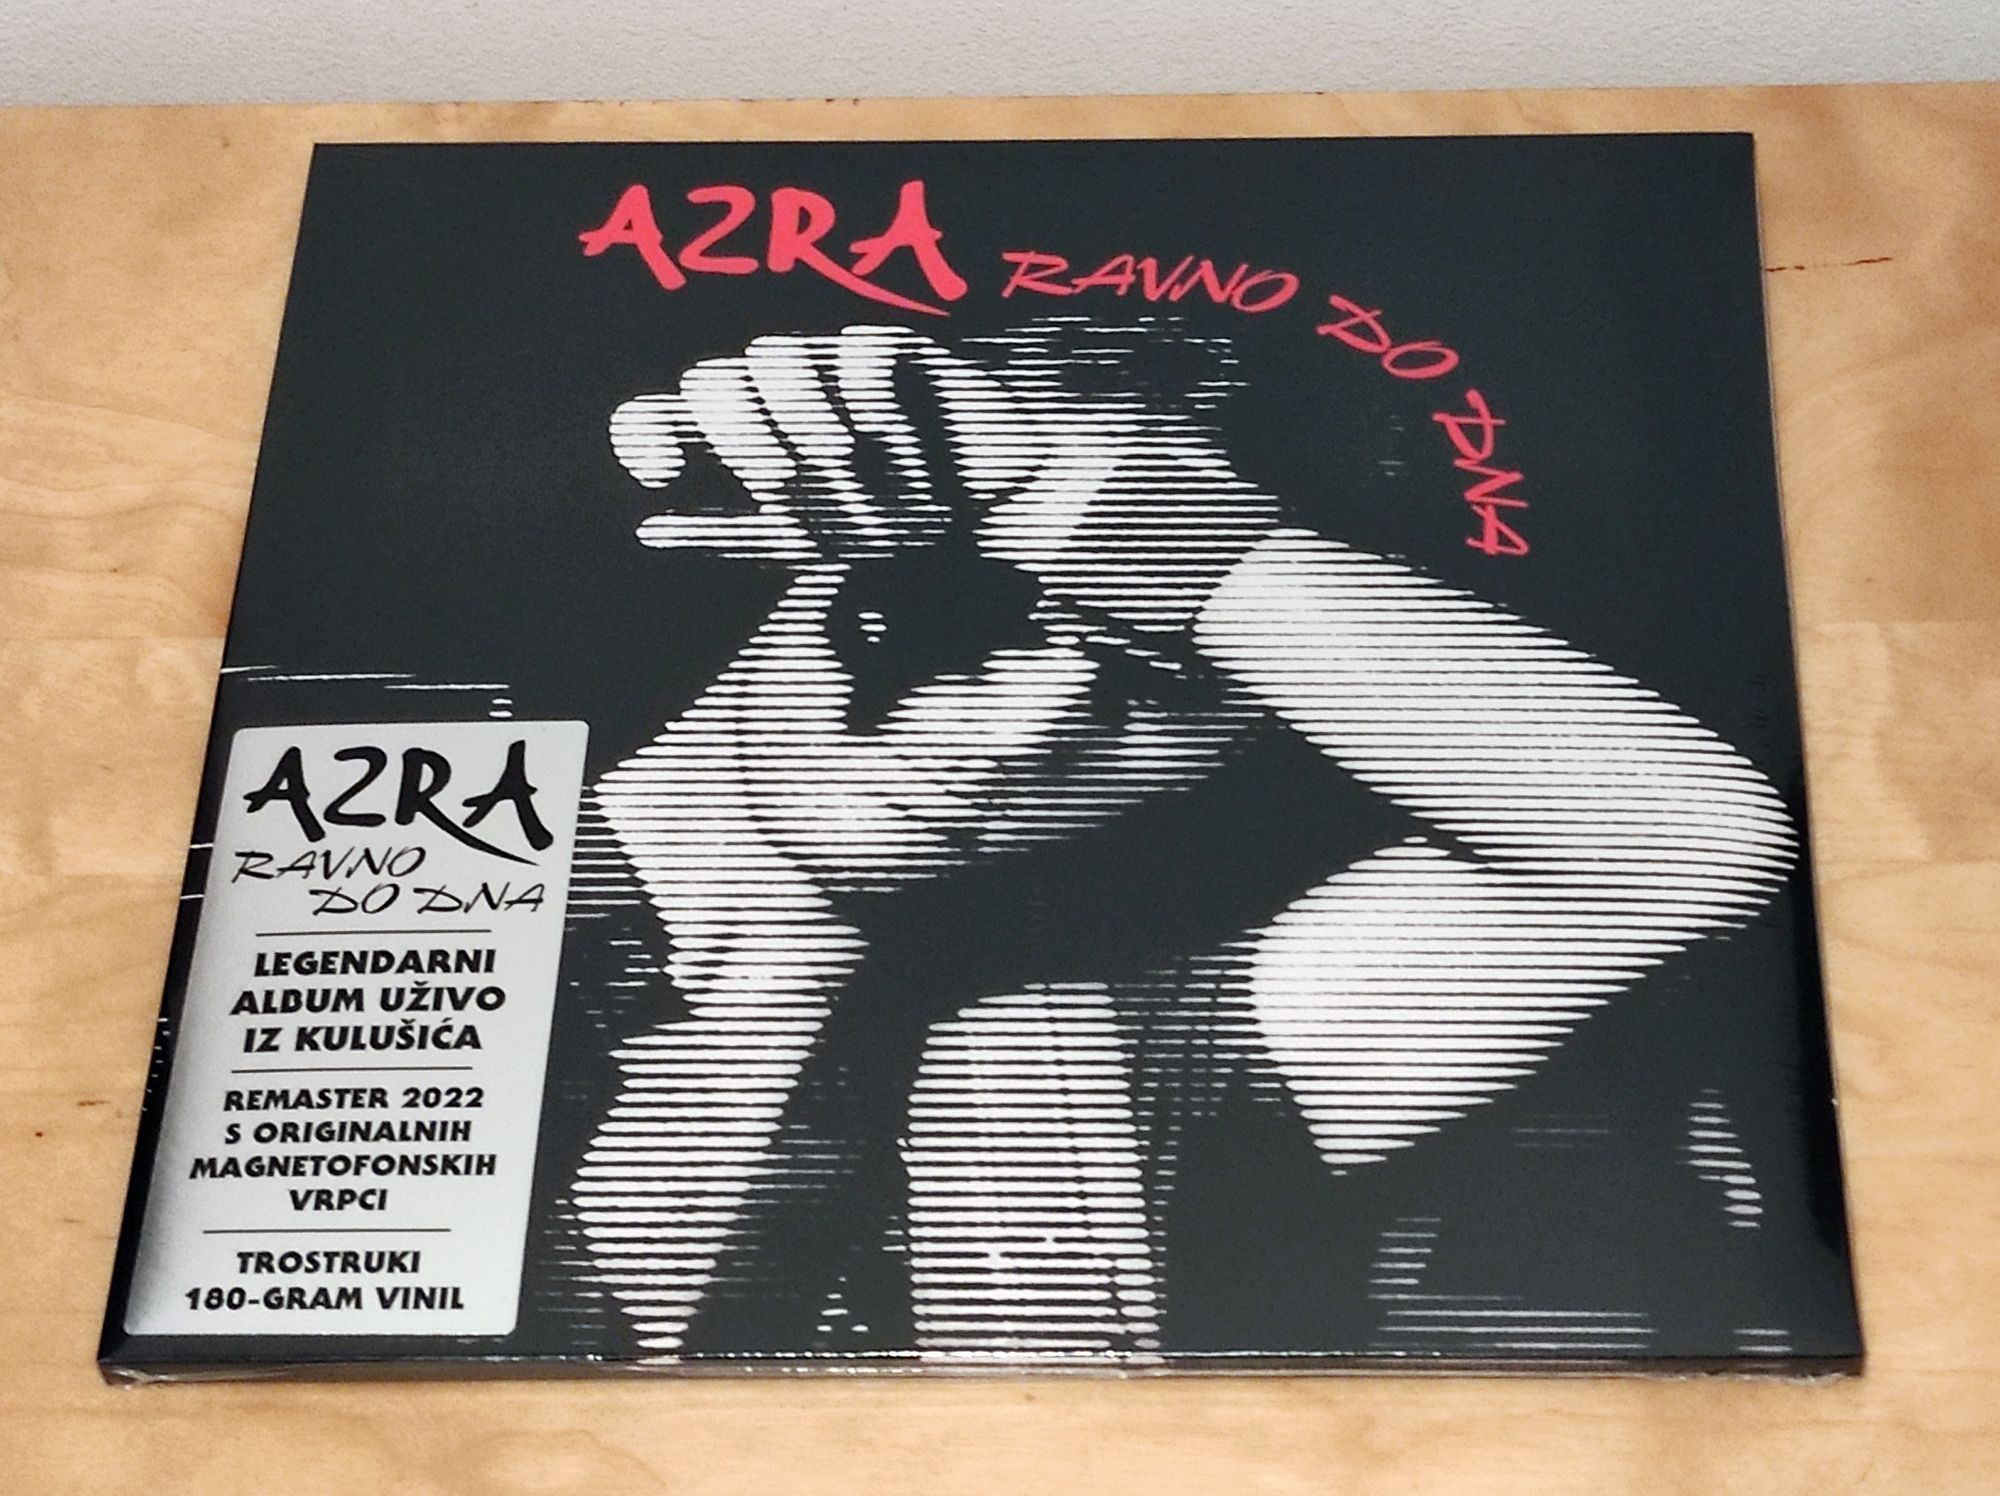 AZRA RAVNO DO DNA
AZRA
RAVNO
DO DNA
LEGENDARNI
ALBUM UŽIVO
IZ KULUŠIĆA
REMASTER 2022
S ORIGINALNIH
MAGNETOFONSKIH
VRPCI
TROSTRUKI
180-GRAM VINIL